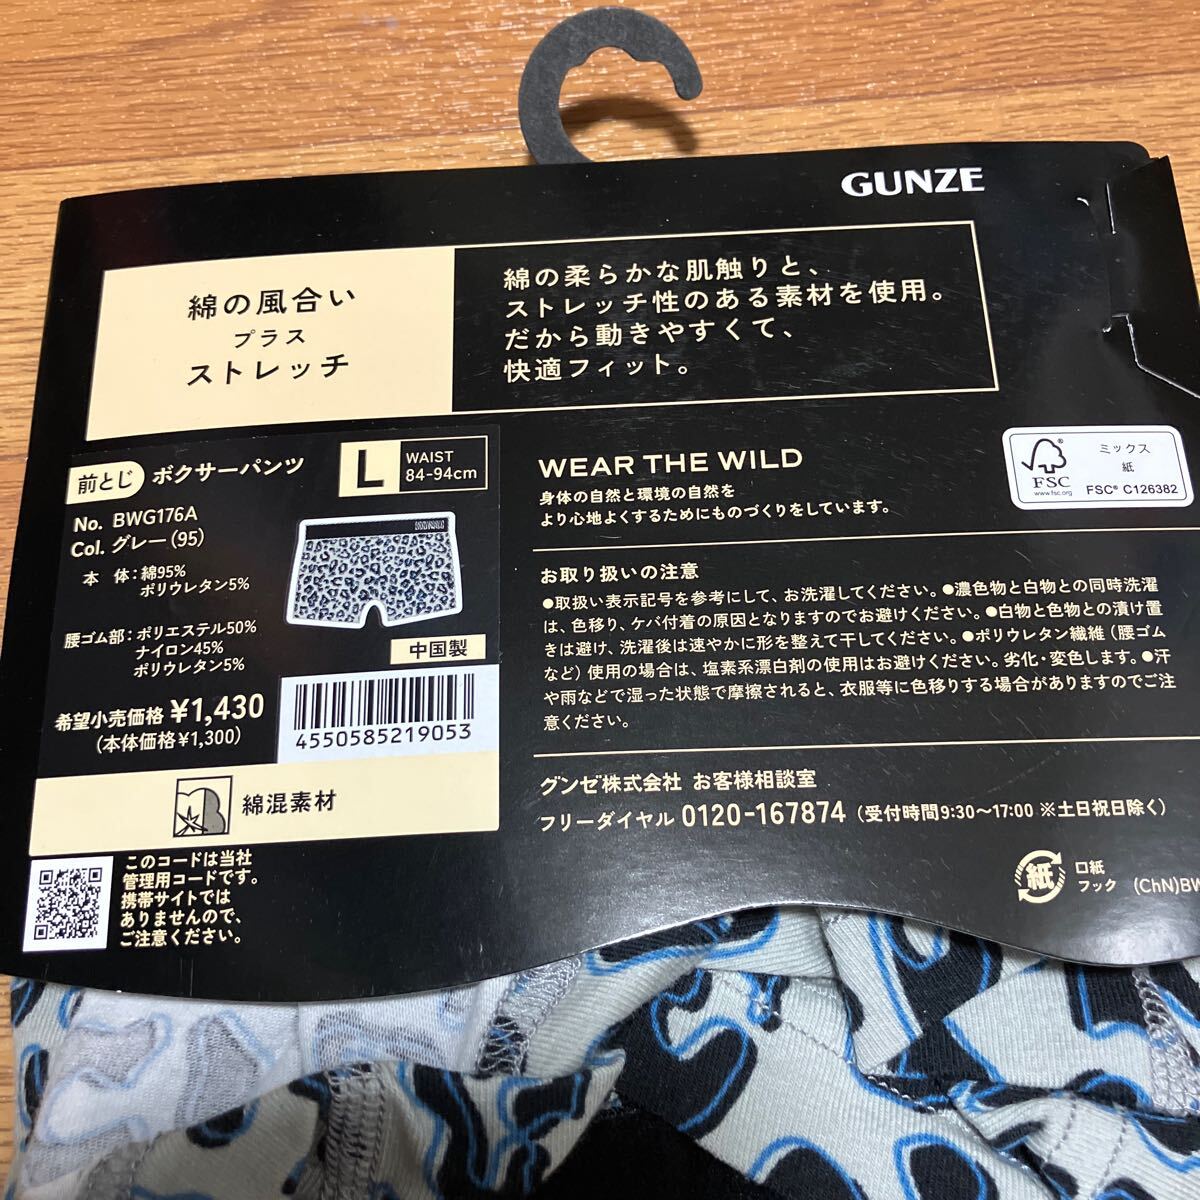 GUNZE
綿の風合い
プラス
ストレッチ
綿の柔らかな肌触りと、
ストレッチ性のある素材を使用。
だから動きやすくて、
快適フィット。
前とじ ボクサーパンツ
L
WAIST
84-94cm
No. BWG176A
Col. グレー(95)
本 体:綿95%
ポリウレタン5%
腰ゴム部:ポリエステル50%
ナイロン45%
ポリウレタン5%
中国製
希望小売価格 ¥1,430
(本体価格¥1,300)
4550585219053
綿混素材
このコードは当社
管理用コードです。
携帯サイトでは
ありませんので、
ご注意ください。
WEAR THE WILD
身体の自然と環境の自然を
より心地よくするためにものづくりをしています。
FSC
www.fsc.org
ミックス
紙
FSC® C126382
お取り扱いの注意
●取扱い表示記号を参考にして、お洗濯してください。●濃色物と白物との同時洗濯
は、色移り、ケバ付着の原因となりますのでお避けください。●白物と色物との漬け置
きは避け、洗濯後は速やかに形を整えて干してください。●ポリウレタン繊維(腰ゴム
など)使用の場合は、塩素系漂白剤の使用はお避けください。劣化・変色します。●汗
や雨などで湿った状態で摩擦されると、衣服等に色移りする場合がありますのでご注
意ください。
グンゼ株式会社 お客様相談室
フリーダイヤル 0120-167874 (受付時間9:30〜17:00 ※土日祝日除く)
紙
口紙
フック
(ChN)BW